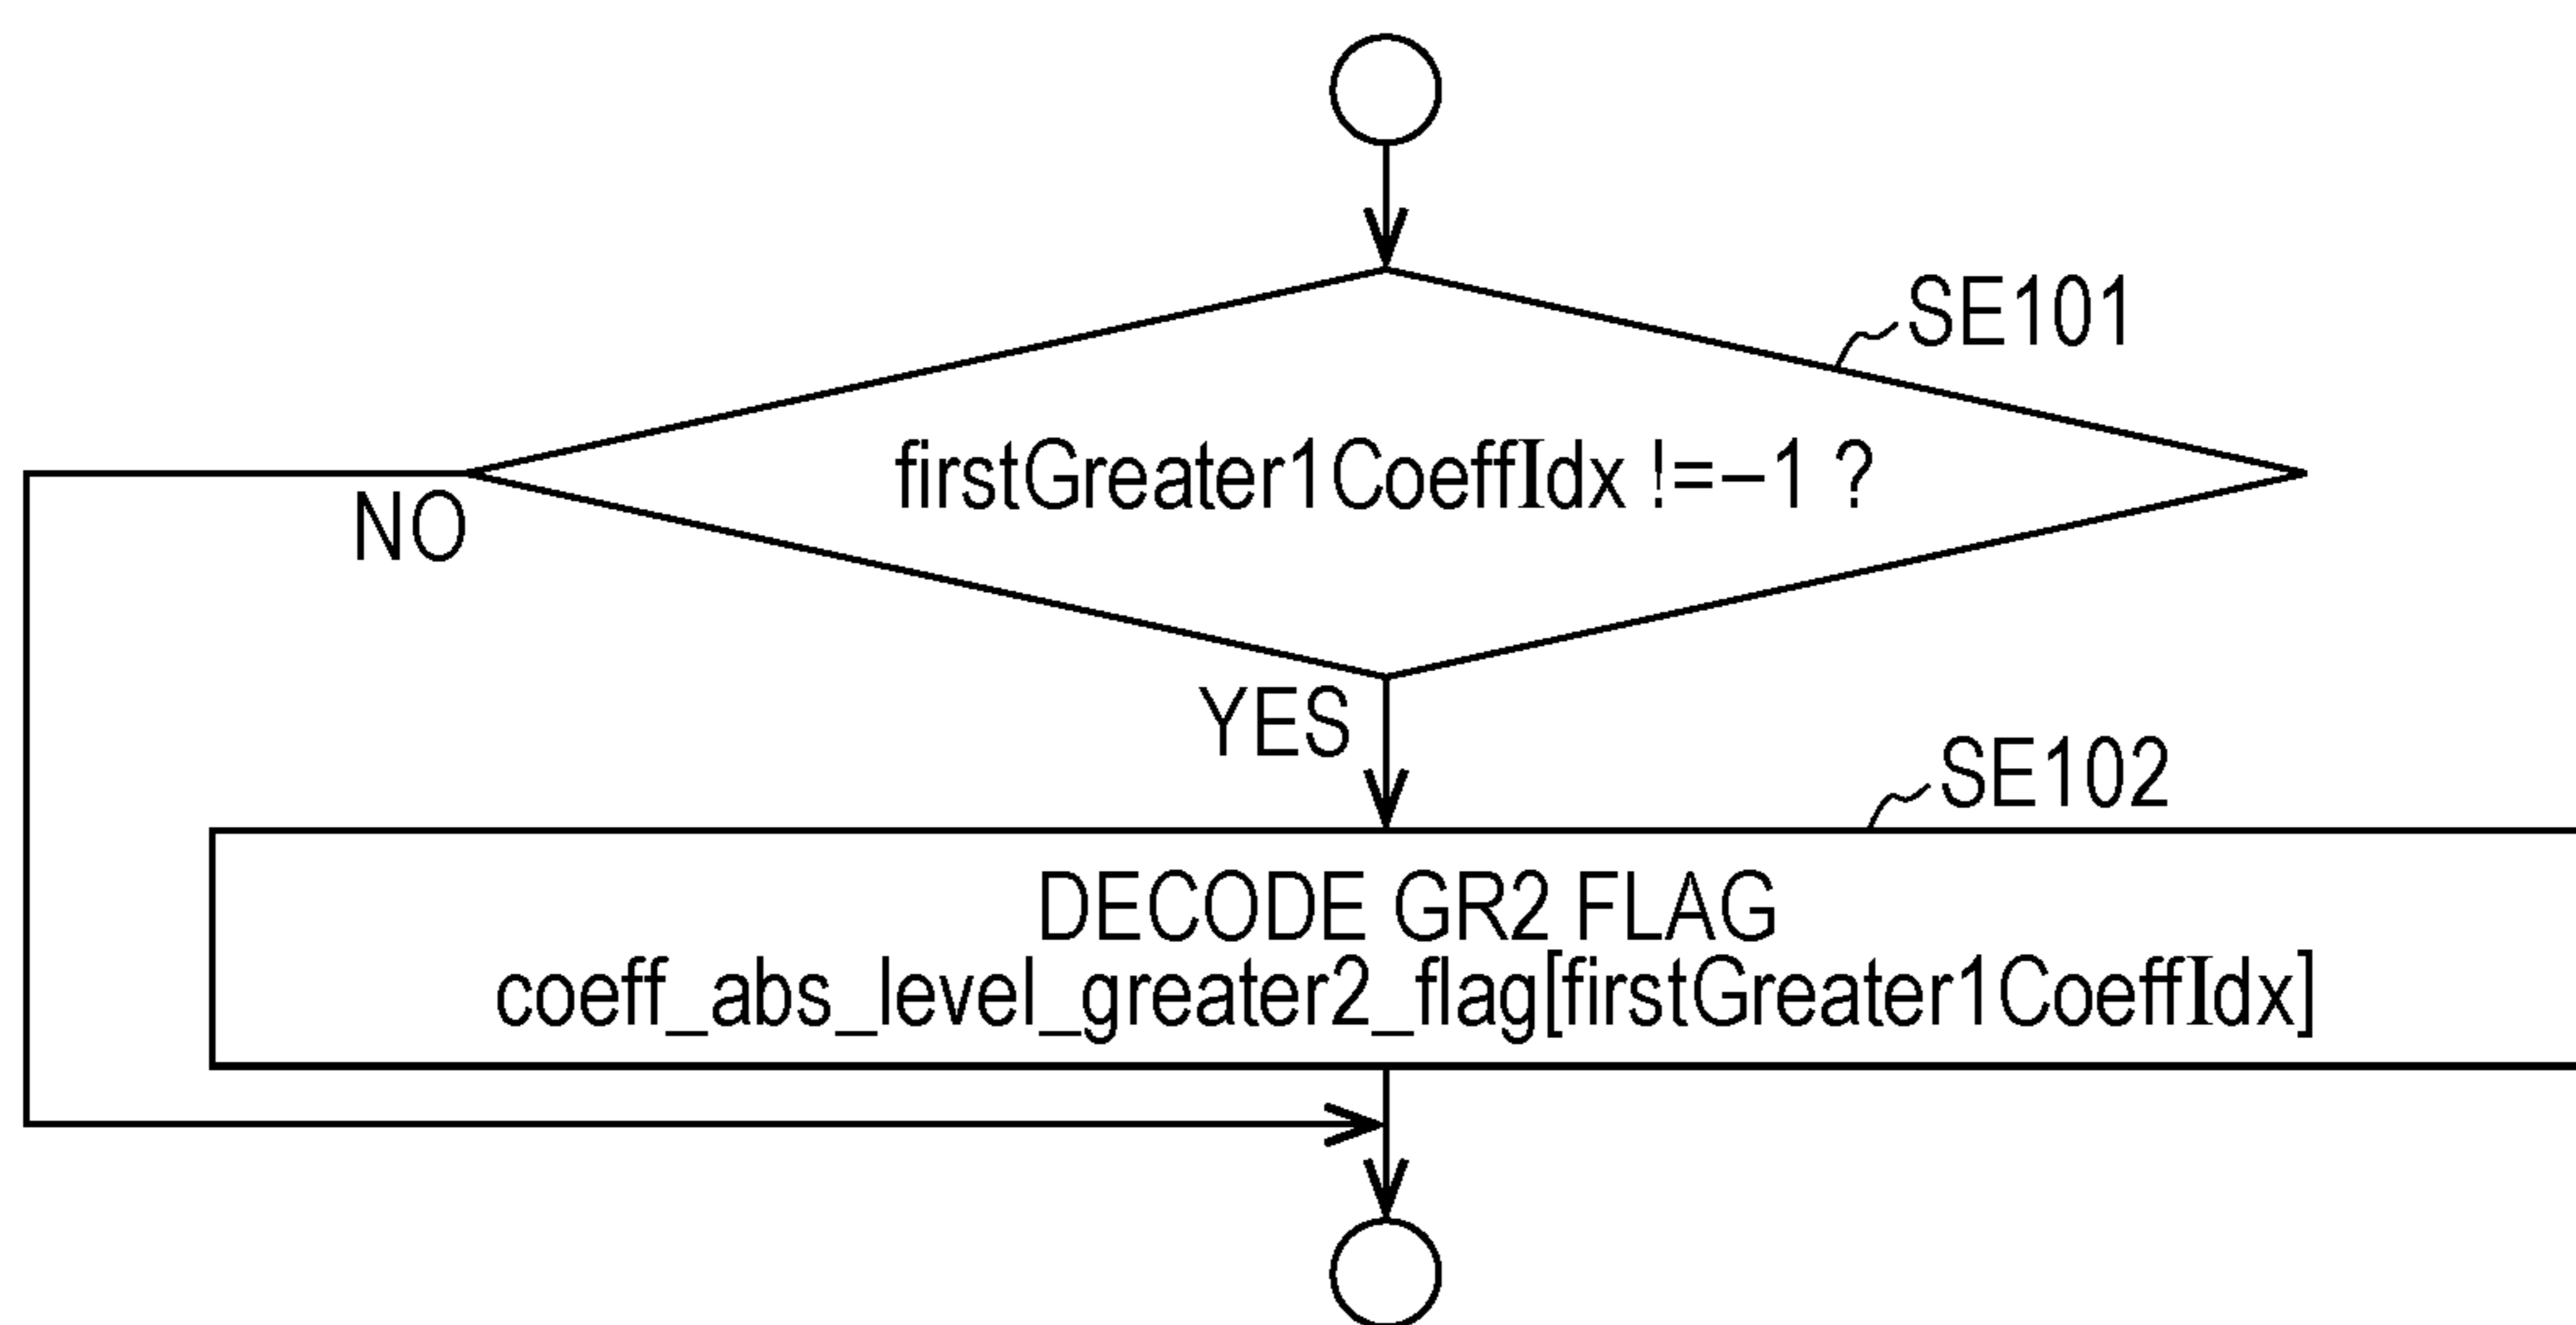 SE101
firstGreater1CoeffIdx !=−1 ?
NO
YES
SE102
DECODE GR2 FLAG
coeff_abs_level_greater2_flag[firstGreater1CoeffIdx]